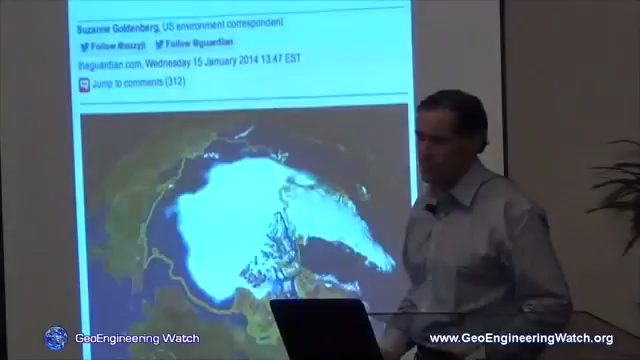 Suzanne Goldenberg, US environment correspondent
Follow @suzyji Follow @guardian
theguardian.com, Wednesday 15 January 2014 13.47 EST
Jump to comments (312)
GeoEngineering Watch
www.GeoEngineeringWatch.org